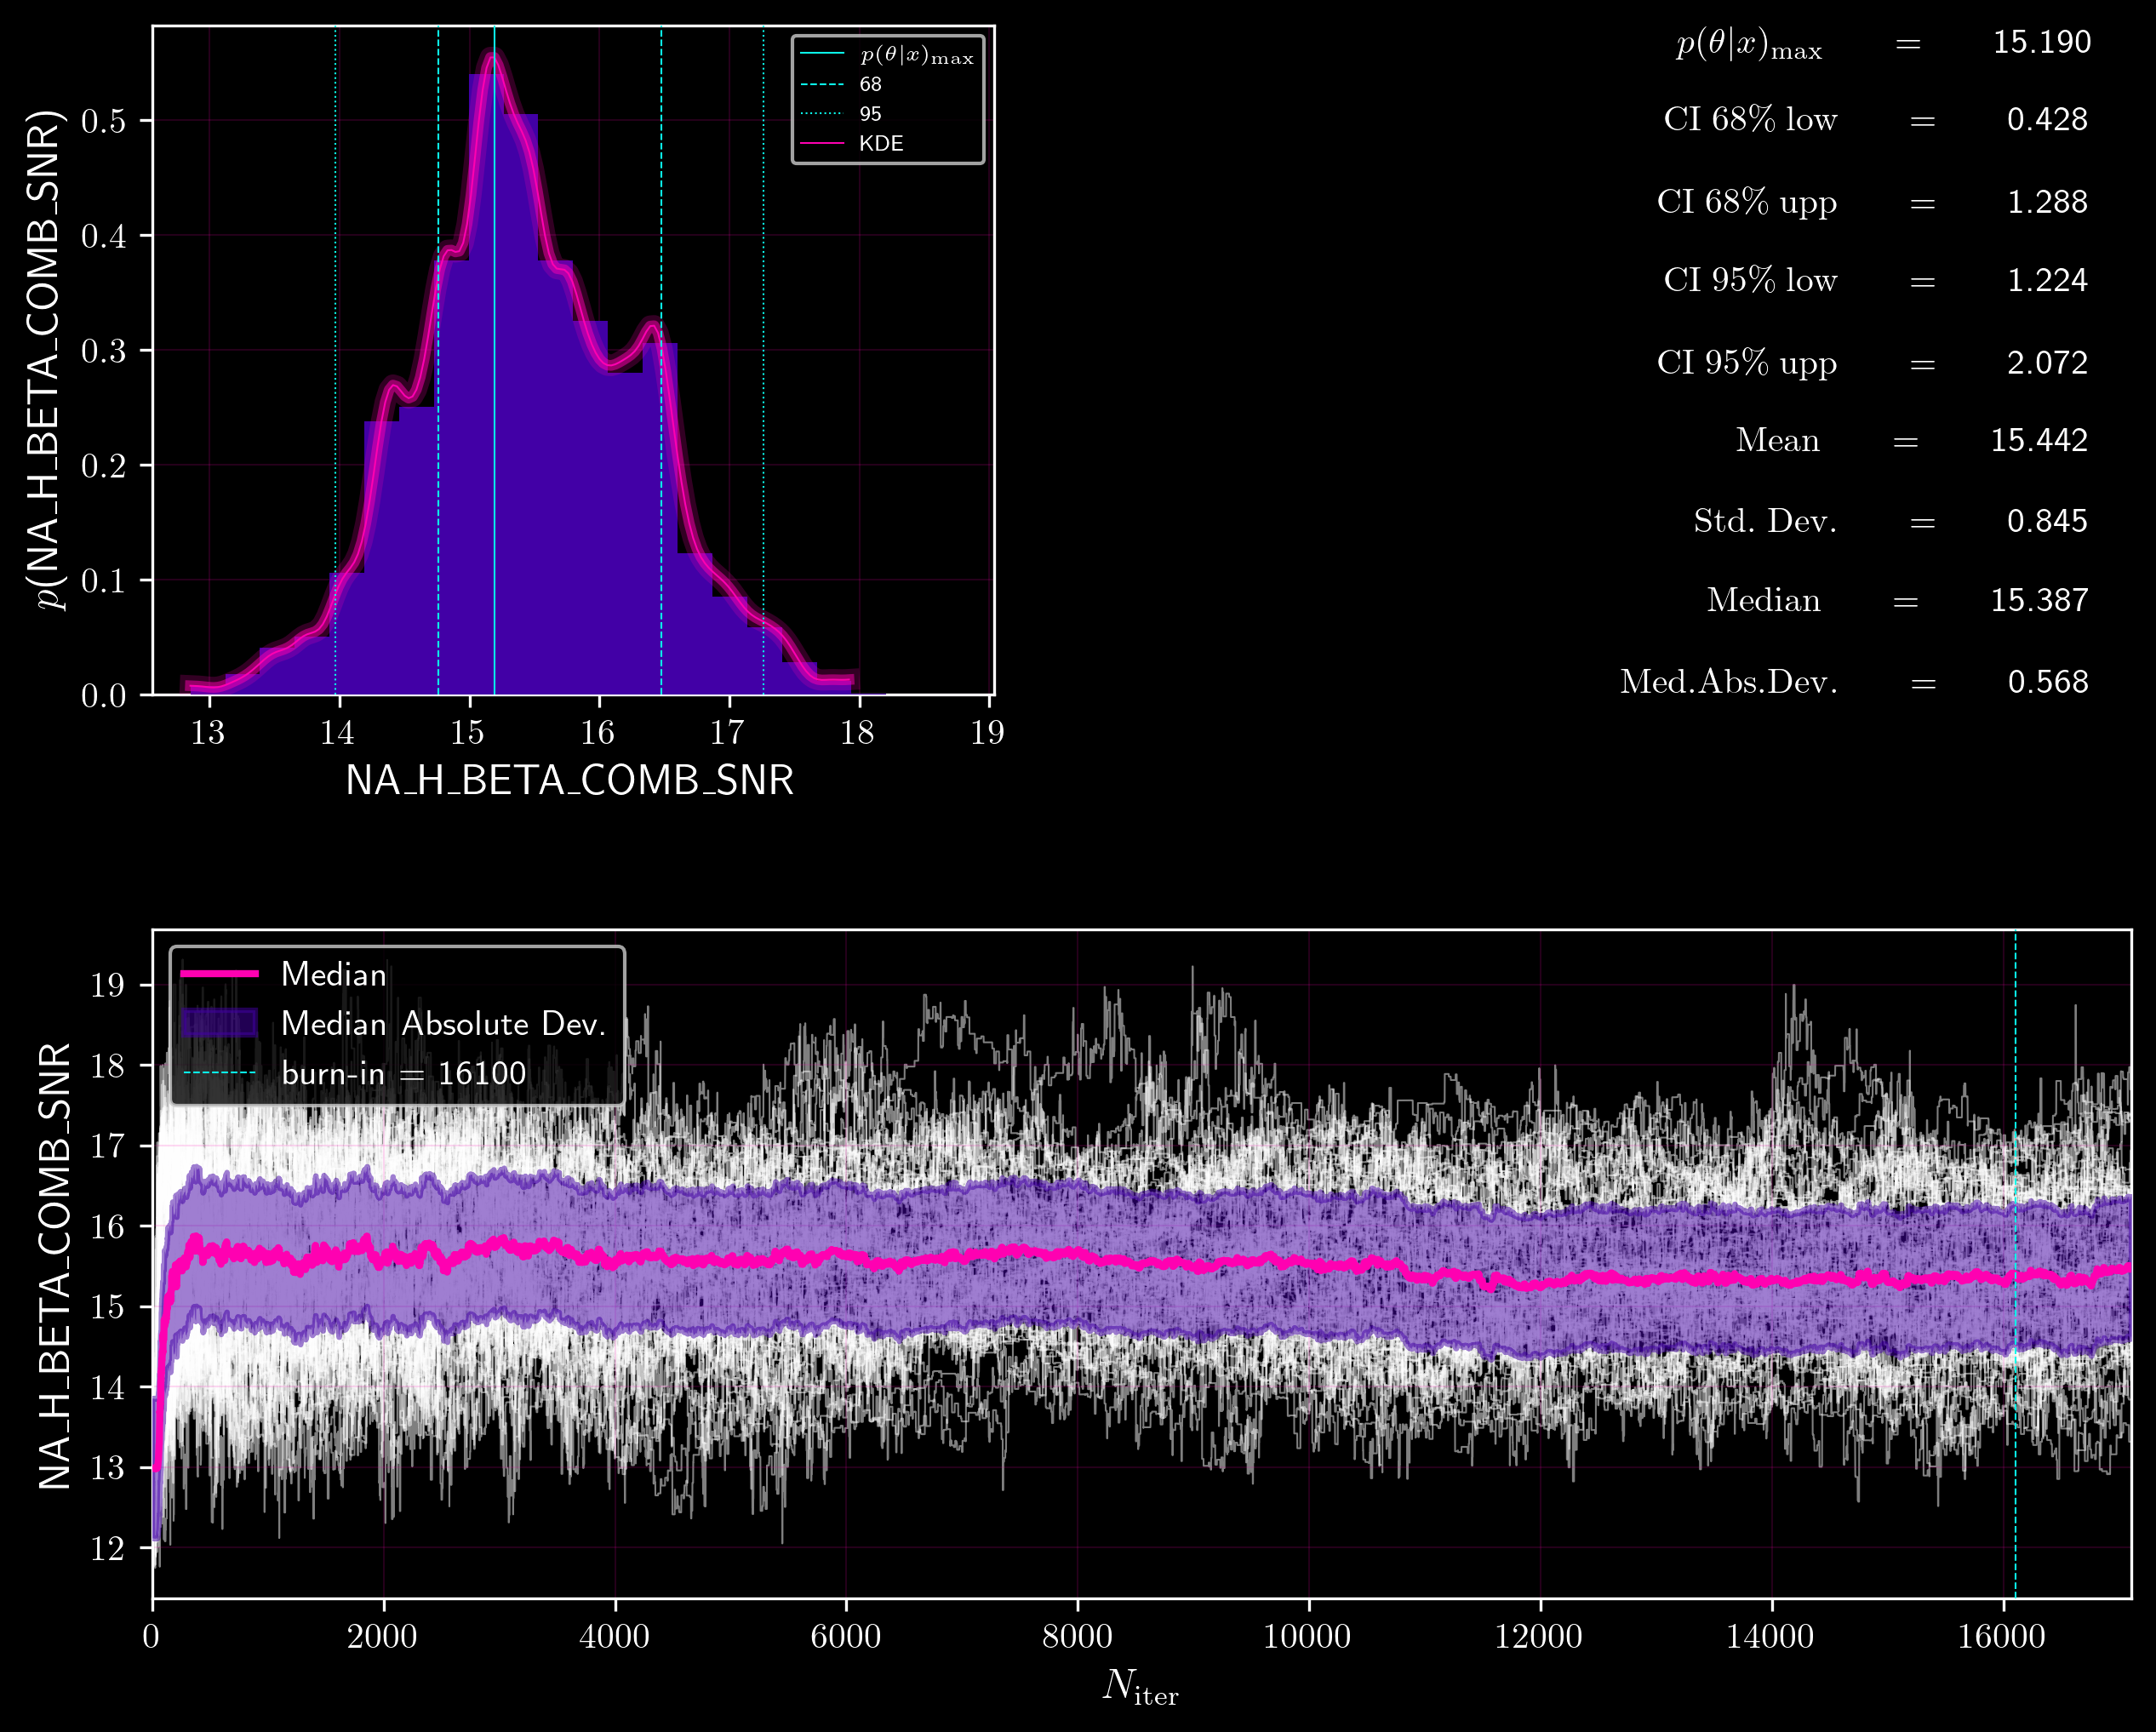 p(NA_H_BETA_COMB_SNR)
0.5
0.4
0.3
0.2
0.1
0.0
13 14 15 16 17 18 19
NA_H_BETA_COMB_SNR
p(θ|x)max
68
95
KDE
p(θ|x)max = 15.190
CI 68% low = 0.428
CI 68% upp = 1.288
CI 95% low = 1.224
CI 95% upp = 2.072
Mean = 15.442
Std. Dev. = 0.845
Median = 15.387
Med.Abs.Dev. = 0.568
NA_H_BETA_COMB_SNR
19
18
17
16
15
14
13
12
Median
Median Absolute Dev.
burn-in = 16100
0 2000 4000 6000 8000 10000 12000 14000 16000
Niter